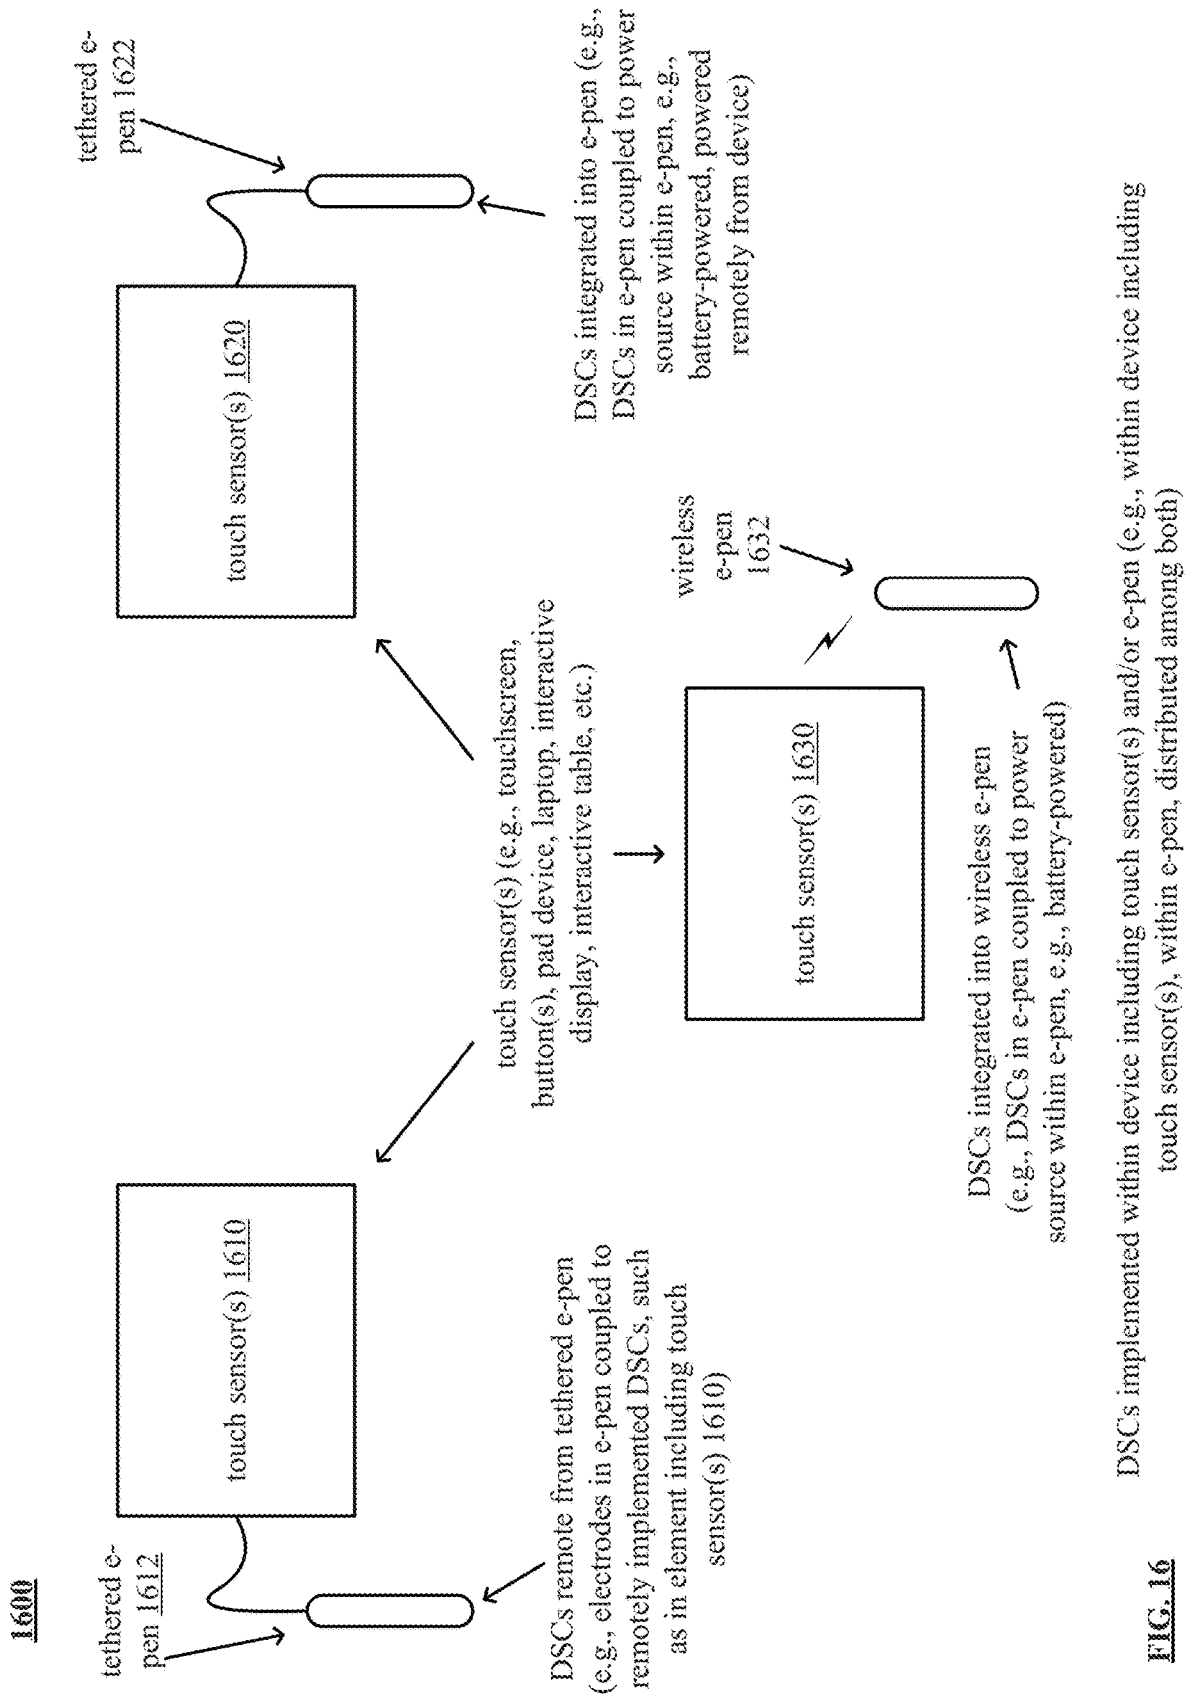 1600
tethered e-
pen 1612
touch sensor(s) 1610
DSCs remote from tethered e-pen
(e.g., electrodes in e-pen coupled to
remotely implemented DSCs, such
as in element including touch
sensor(s) 1610)
touch sensor(s) (e.g., touchscreen,
button(s), pad device, laptop, interactive
display, interactive table, etc.)
tethered e-
pen 1622
touch sensor(s) 1620
DSCs integrated into e-pen (e.g.,
DSCs in e-pen coupled to power
source within e-pen, e.g.,
battery-powered, powered
remotely from device)
wireless
e-pen
1632
touch sensor(s) 1630
DSCs integrated into wireless e-pen
(e.g., DSCs in e-pen coupled to power
source within e-pen, e.g., battery-powered)
DSCs implemented within device including touch sensor(s) and/or e-pen (e.g., within device including
touch sensor(s), within e-pen, distributed among both)
FIG. 16